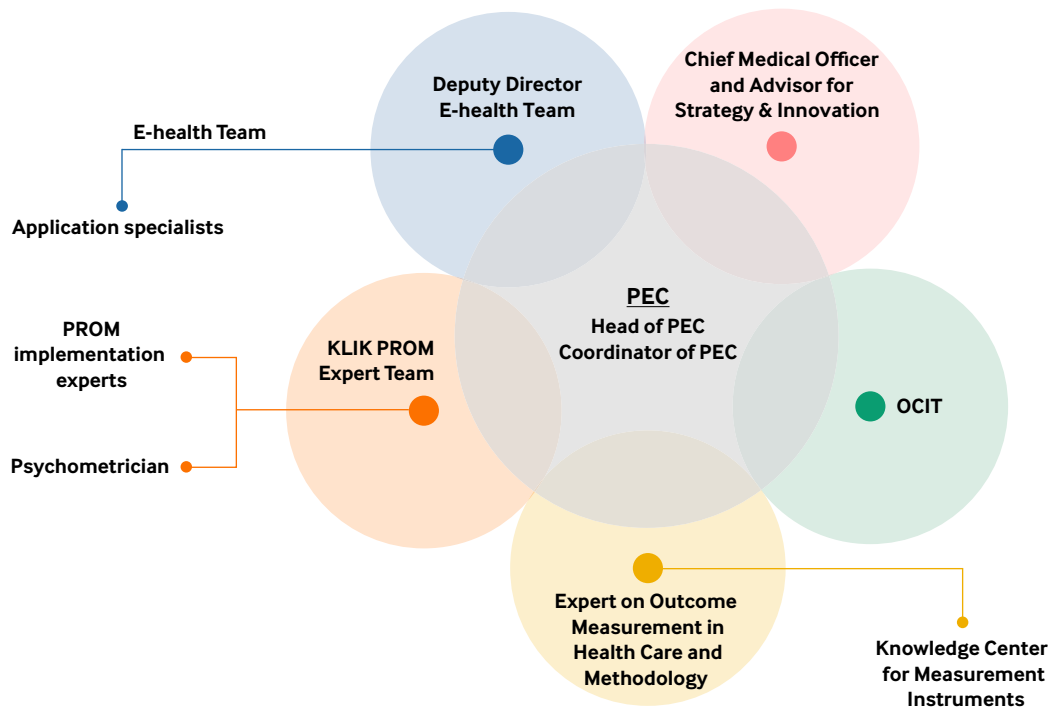 Deputy Director
E-health Team
Chief Medical Officer
and Advisor for
Strategy & Innovation
E-health Team
Application specialists
PEC
Head of PEC
Coordinator of PEC
PROM
implementation
experts
KLIK PROM
Expert Team
OCIT
Psychometrician
Expert on Outcome
Measurement in
Health Care and
Methodology
Knowledge Center
for Measurement
Instruments